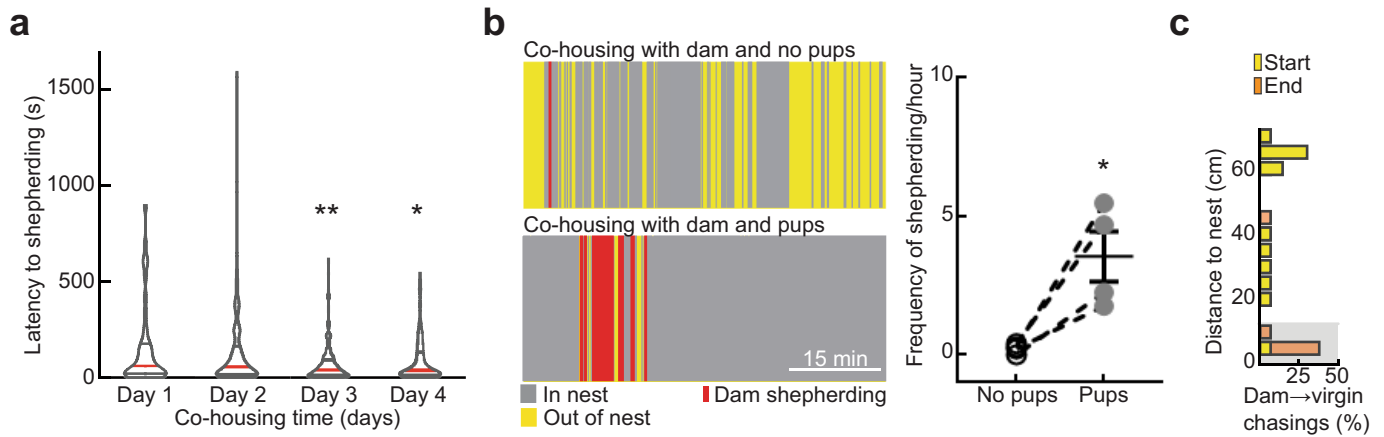 a
Latency to shepherding (s)
1500
1000
500
0
**
*
Day 1 Day 2 Day 3 Day 4
Co-housing time (days)
b
Co-housing with dam and no pups
Co-housing with dam and pups
15 min
In nest
Out of nest
Dam shepherding
Frequency of shepherding/hour
10
5
0
*
No pups Pups
c
Start
End
Distance to nest (cm)
60
40
20
0
25 50
Dam→virgin
chasings (%)